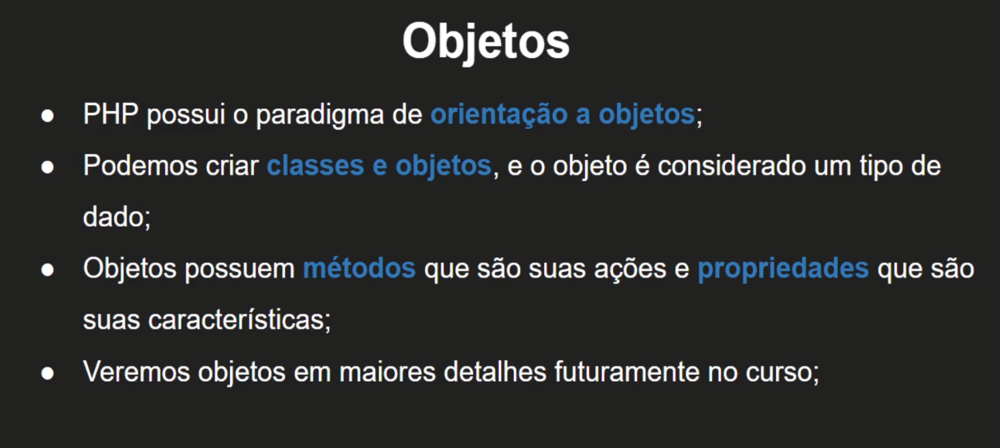 Objetos
● PHP possui o paradigma de orientação a objetos;
● Podemos criar classes e objetos, e o objeto é considerado um tipo de
dado;
● Objetos possuem métodos que são suas ações e propriedades que são
suas características;
● Veremos objetos em maiores detalhes futuramente no curso;